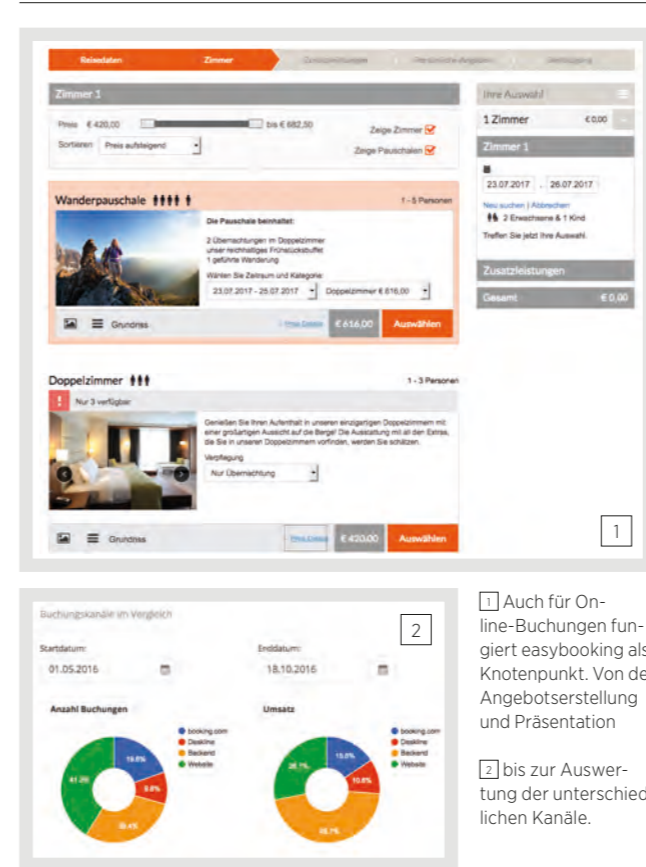 Reisedaten Zimmer
Zimmer 1
Preis € 420,00 bis € 682,50
Zeige Zimmer
Sortieren Preis aufsteigend
Zeige Pauschalen
Wanderpauschale 1 - 5 Personen
Die Pauschale beinhaltet:
2 Übernachtungen im Doppelzimmer
unser reichhaltiges Frühstücksbuffet
1 geführte Wanderung
Wählen Sie Zeitraum und Kategorie:
23.07.2017 - 25.07.2017 Doppelzimmer € 616,00
Grundriss € 616,00 Auswählen
Doppelzimmer 1 - 3 Personen
! Nur 3 verfügbar
Genießen Sie Ihren Aufenthalt in unseren einzigartigen Doppelzimmern mit
einer großartigen Aussicht auf die Berge! Die Ausstattung mit all den Extras,
die Sie in unseren Doppelzimmern vorfinden, werden Sie schätzen.
Verpflegung
Nur Übernachtung
Grundriss € 420,00 Auswählen
Ihre Auswahl
1 Zimmer € 0,00
Zimmer 1
23.07.2017 - 26.07.2017
Neu suchen | Abbrechen
2 Erwachsene & 1 Kind
Treffen Sie jetzt Ihre Auswahl.
Zusatzleistungen
Gesamt € 0,00
1
Buchungskanäle im Vergleich
2
Startdatum: Enddatum:
01.05.2016 18.10.2016
Anzahl Buchungen Umsatz
booking.com
Deskline
Backend
Website
booking.com
Deskline
Backend
Website
1 Auch für On-
line-Buchungen fun-
giert easybooking als
Knotenpunkt. Von de
Angebotserstellung
und Präsentation
2 bis zur Auswer-
tung der unterschied
lichen Kanäle.